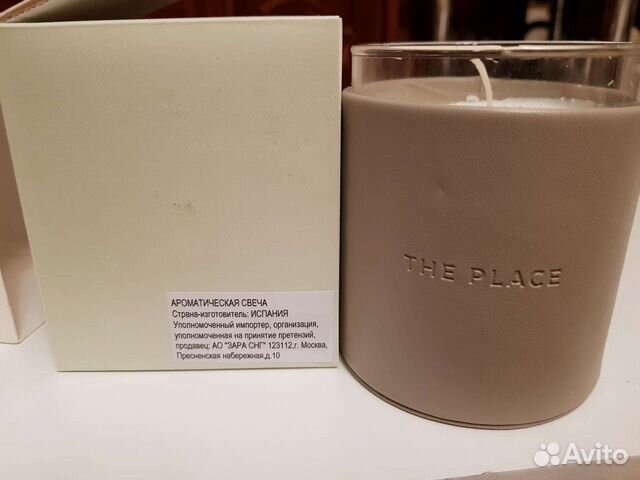 THE PLACE
АРОМАТИЧЕСКАЯ СВЕЧА
Страна-изготовитель: ИСПАНИЯ
Уполномоченный импортер, организация,
уполномоченная на принятие претензий,
продавец: АО "ЗАРА СНГ" 123112,г. Москва,
Пресненская набережная,д.10
Avito